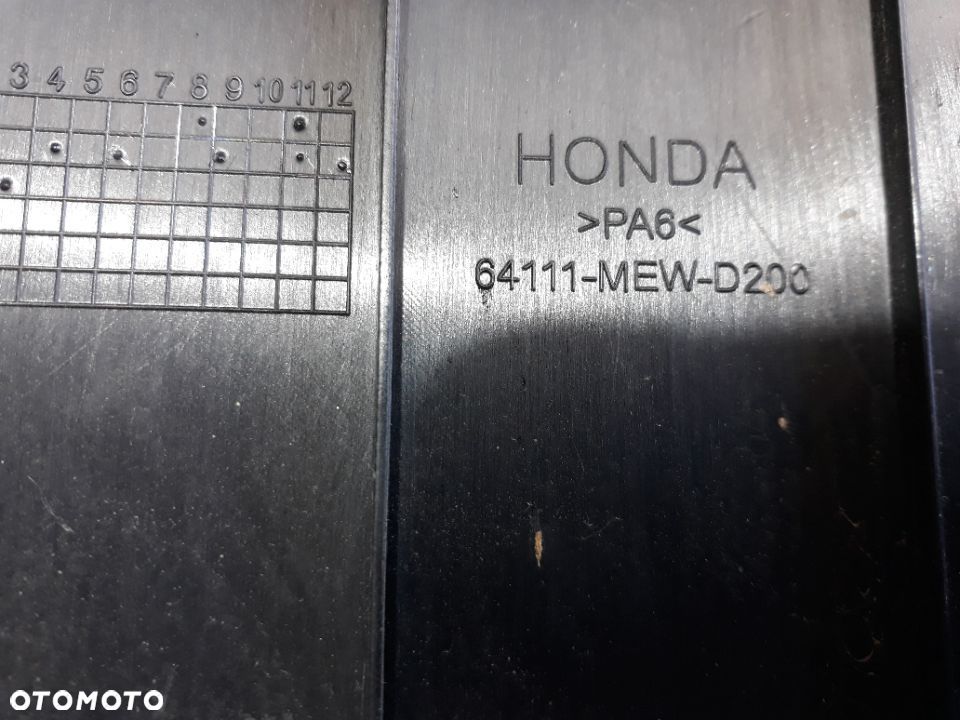 3 4 5 6 7 8 9 10 11 12
HONDA
>PA6<
64111-MEW-D200
OTOMOTO